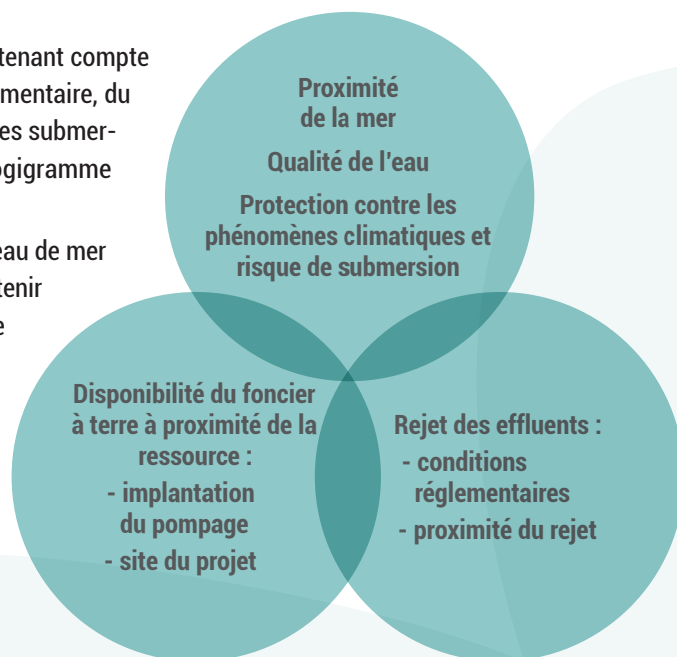 tenant compte
mentaire, du
es submer-
ogigramme
eau de mer
tenir
e
Proximité
de la mer
Qualité de l'eau
Protection contre les
phénomènes climatiques et
risque de submersion
Disponibilité du foncier
à terre à proximité de la
ressource :
- implantation
du pompage
- site du projet
Rejet des effluents :
- conditions
réglementaires
- proximité du rejet